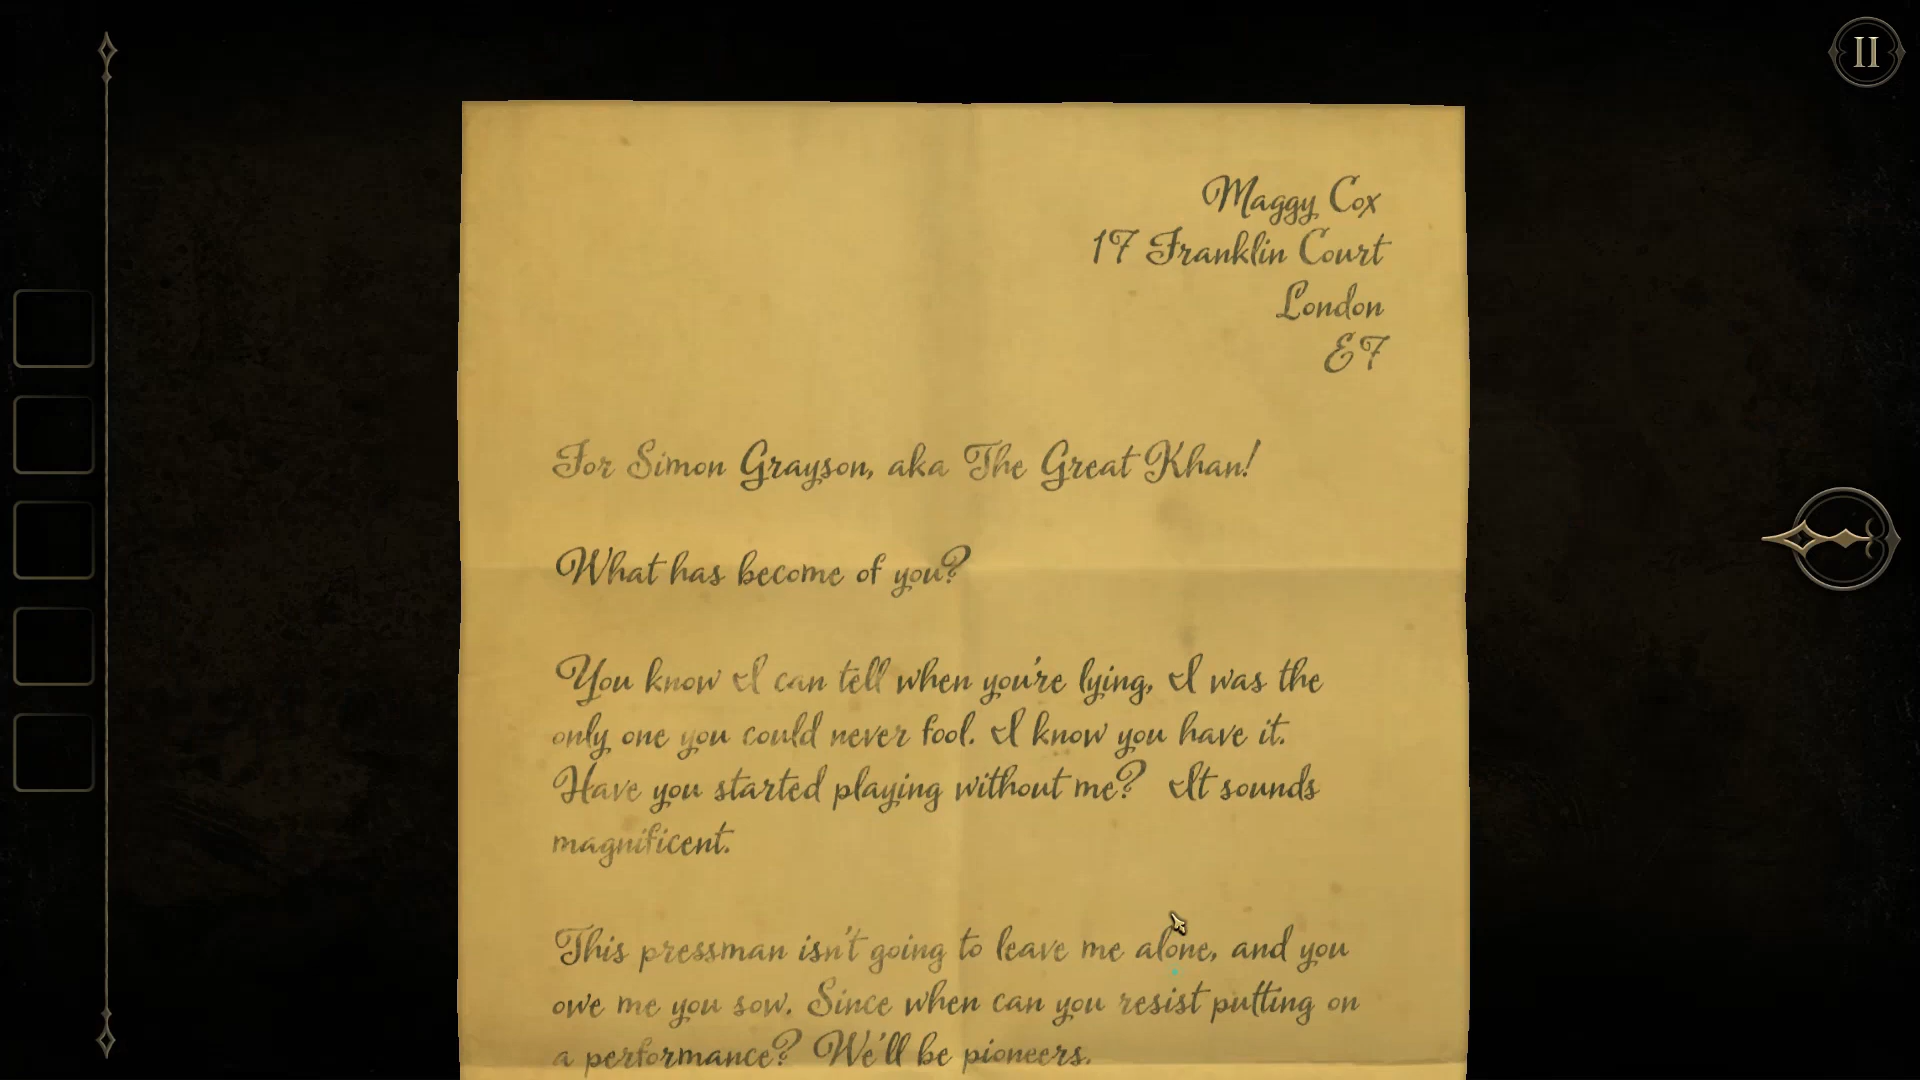 II
Maggy Cox
17 Franklin Court
London
E7
For Simon Grayson, aka The Great Khan!
What has become of you?
You know I can tell when you're lying, I was the
only one you could never fool. I know you have it.
Have you started playing without me? It sounds
magnificent.
This pressman isn't going to leave me alone, and you
owe me you sow. Since when can you resist putting on
a performance? We'll be pioneers.